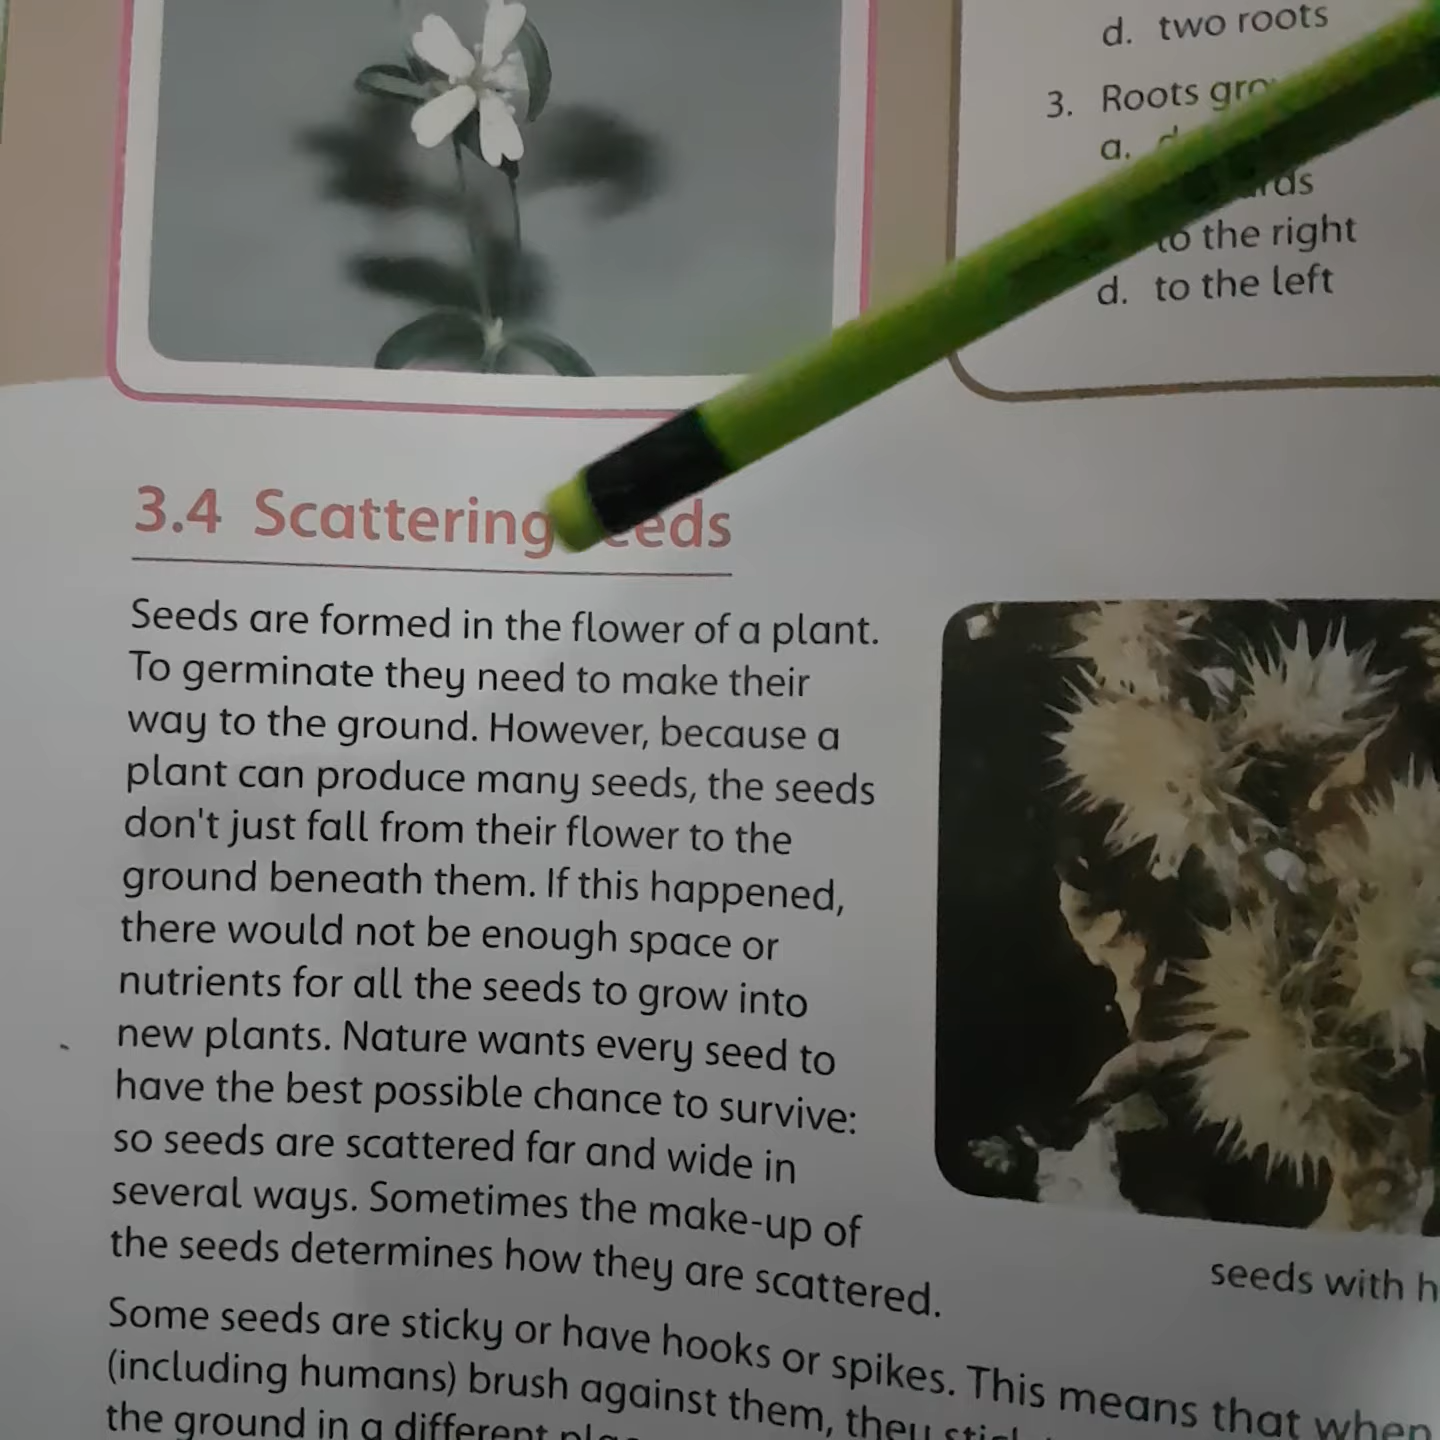 d. two roots
3. Roots
a.
to the right
d. to the left
3.4 Scattering
Seeds are formed in the flower of a plant.
To germinate they need to make their
way to the ground. However, because a
plant can produce many seeds, the seeds
don't just fall from their flower to the
ground beneath them. If this happened,
there would not be enough space or
nutrients for all the seeds to grow into
new plants. Nature wants every seed to
have the best possible chance to survive:
so seeds are scattered far and wide in
several ways. Sometimes the make-up of
the seeds determines how they are scattered.
seeds with
Some seeds are sticky or have hooks or spikes. This means that when
(including humans) brush against them, they
the ground in a different